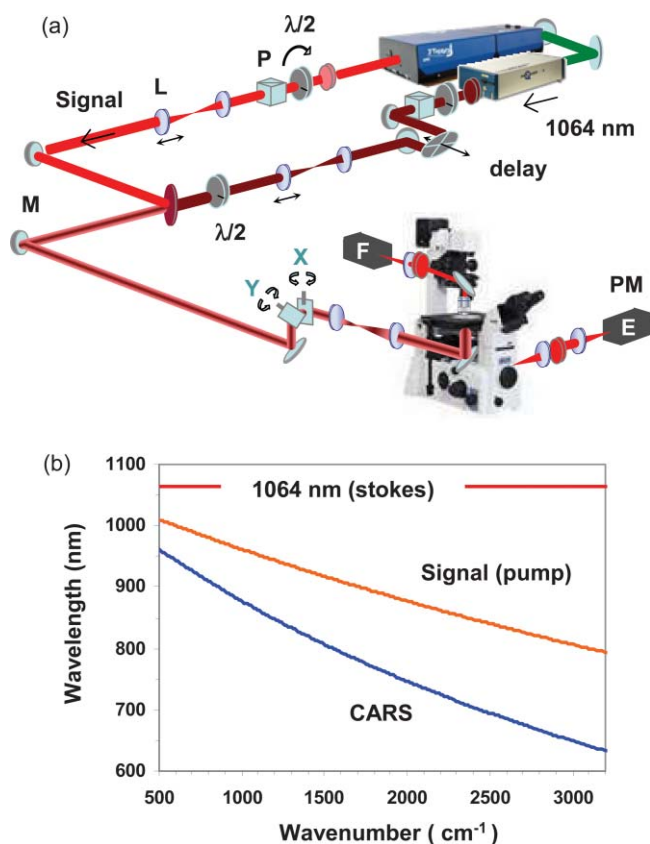 (a)
λ/2
P
L
Signal
1064 nm
delay
M
λ/2
X
Y
F
PM
E
(b)
1100
1000
900
800
700
600
Wavelength (nm)
1064 nm (stokes)
Signal (pump)
CARS
500 1000 1500 2000 2500 3000
Wavenumber ( cm⁻¹)